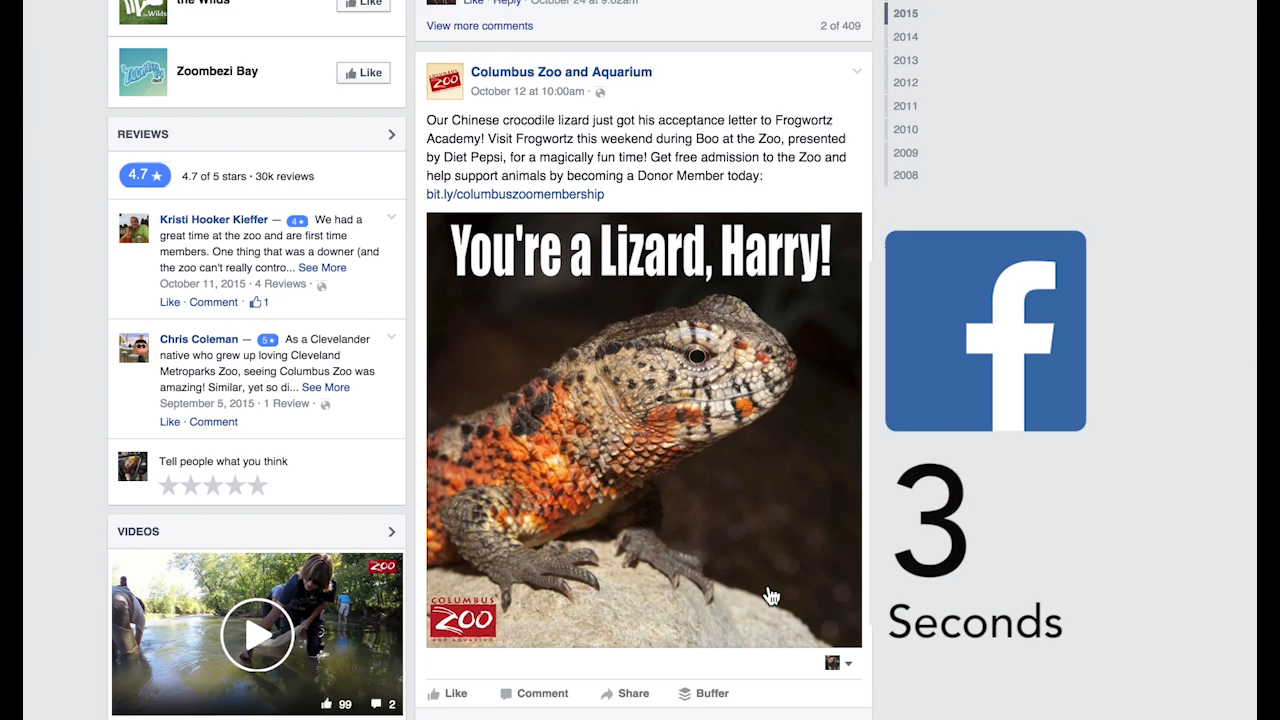 the Wilds
Like
Zoombezi Bay
Like
REVIEWS
4.7
4.7 of 5 stars · 30k reviews
Kristi Hooker Kieffer — 4★ We had a
great time at the zoo and are first time
members. One thing that was a downer (and
the zoo can't really contro... See More
October 11, 2015 · 4 Reviews ·
Like · Comment · 1
Chris Coleman — 5★ As a Clevelander
native who grew up loving Cleveland
Metroparks Zoo, seeing Columbus Zoo was
amazing! Similar, yet so di... See More
September 5, 2015 · 1 Review ·
Like · Comment
Tell people what you think
VIDEOS
ZOO
99 2
Like · Reply · October 24 at 9:02am
View more comments
2 of 409
ZOO
Columbus Zoo and Aquarium
October 12 at 10:00am ·
Our Chinese crocodile lizard just got his acceptance letter to Frogwortz
Academy! Visit Frogwortz this weekend during Boo at the Zoo, presented
by Diet Pepsi, for a magically fun time! Get free admission to the Zoo and
help support animals by becoming a Donor Member today:
bit.ly/columbuszoomembership
You're a Lizard, Harry!
COLUMBUS
ZOO
AND AQUARIUM
Like Comment Share Buffer
2015
2014
2013
2012
2011
2010
2009
2008
f
3
Seconds